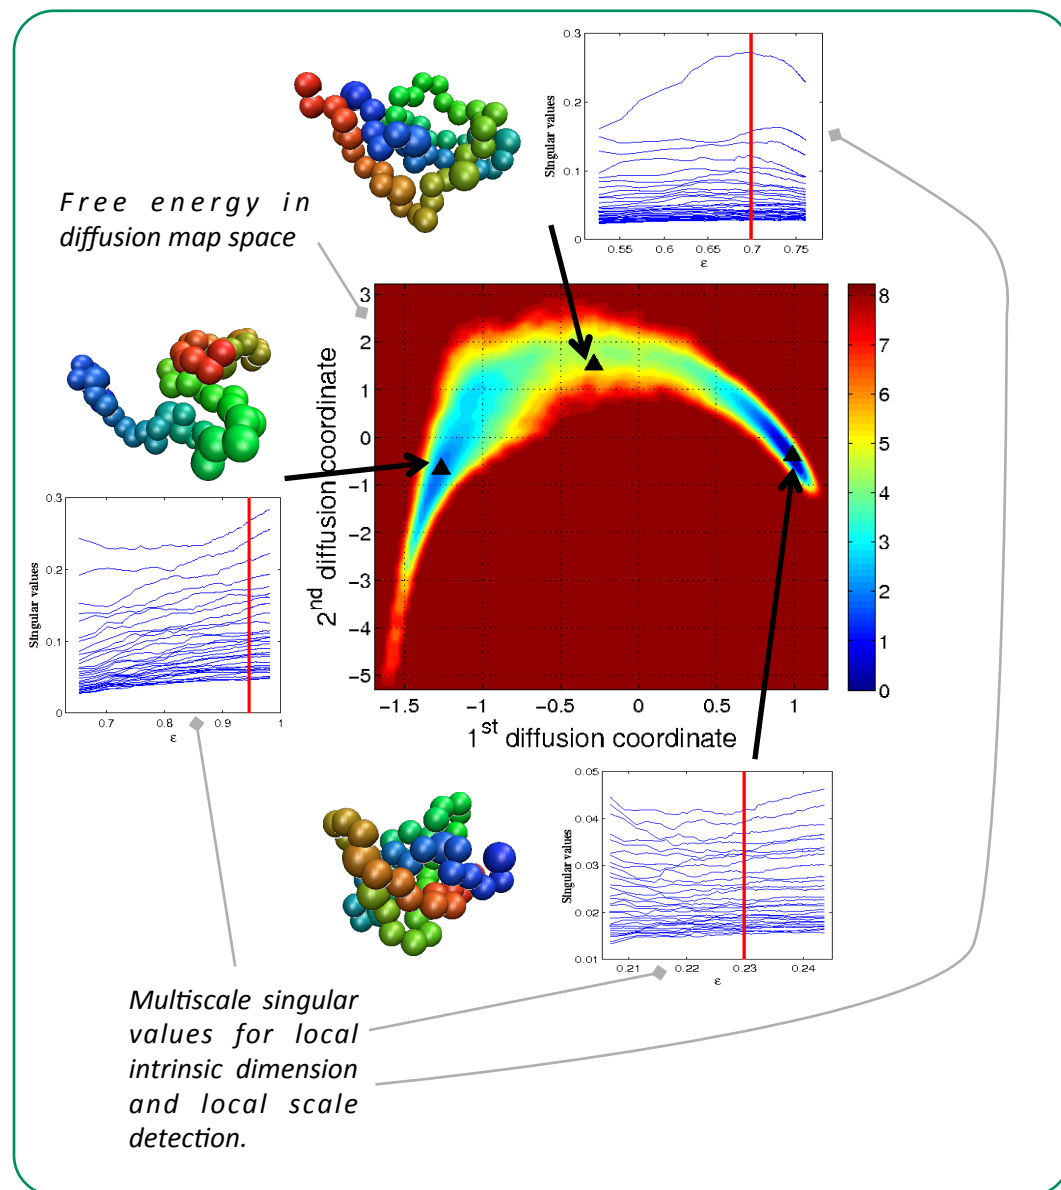 0.3
0.2
0.1
0
Singular values
0.55 0.6 0.65 0.7 0.75
ε
Free energy in
diffusion map space
3
2
1
0
−1
−2
−3
−4
−5
2nd diffusion coordinate
−1.5 −1 −0.5 0 0.5 1
1st diffusion coordinate
8
7
6
5
4
3
2
1
0
0.3
0.2
0.1
0
Singular values
0.7 0.8 0.9 1
ε
0.05
0.04
0.03
0.02
0.01
Singular values
0.21 0.22 0.23 0.24
ε
Multiscale singular
values for local
intrinsic dimension
and local scale
detection.